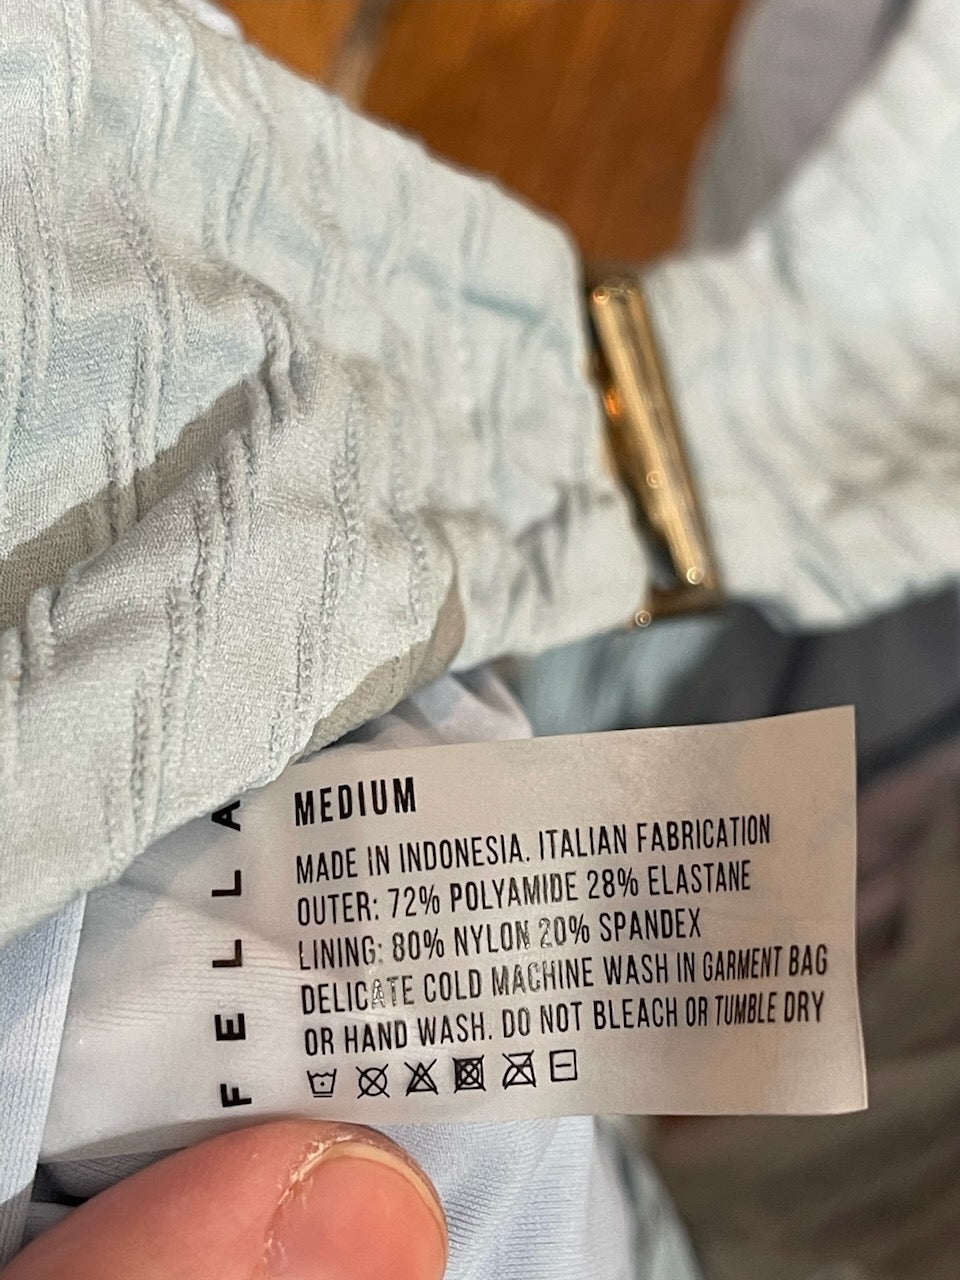 FELLA
MEDIUM
MADE IN INDONESIA. ITALIAN FABRICATION
OUTER: 72% POLYAMIDE 28% ELASTANE
LINING: 80% NYLON 20% SPANDEX
DELICATE COLD MACHINE WASH IN GARMENT BAG
OR HAND WASH. DO NOT BLEACH OR TUMBLE DRY